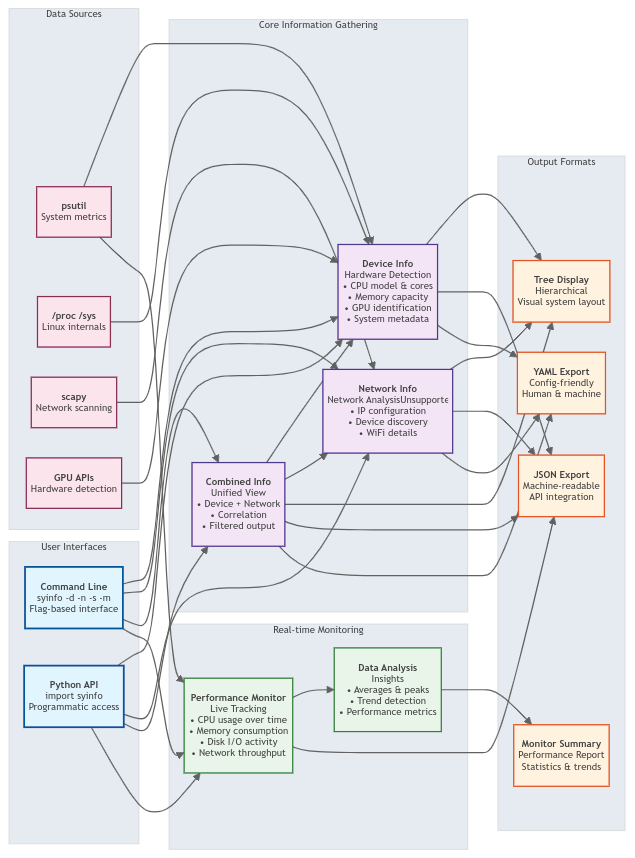 Data Sources
psutil
System metrics
/proc /sys
Linux internals
scapy
Network scanning
GPU APIs
Hardware detection
User Interfaces
Command Line
syinfo -d -n -s -m
Flag-based interface
Python API
import syinfo
Programmatic access
Core Information Gathering
Device Info
Hardware Detection
• CPU model & cores
• Memory capacity
• GPU identification
• System metadata
Network Info
Network AnalysisUnsupporte
• IP configuration
• Device discovery
• WiFi details
Combined Info
Unified View
• Device + Network
• Correlation
• Filtered output
Real-time Monitoring
Data Analysis
Insights
• Averages & peaks
• Trend detection
• Performance metrics
Performance Monitor
Live Tracking
• CPU usage over time
• Memory consumption
• Disk I/O activity
• Network throughput
Output Formats
Tree Display
Hierarchical
Visual system layout
YAML Export
Config-friendly
Human & machine
JSON Export
Machine-readable
API integration
Monitor Summary
Performance Report
Statistics & trends